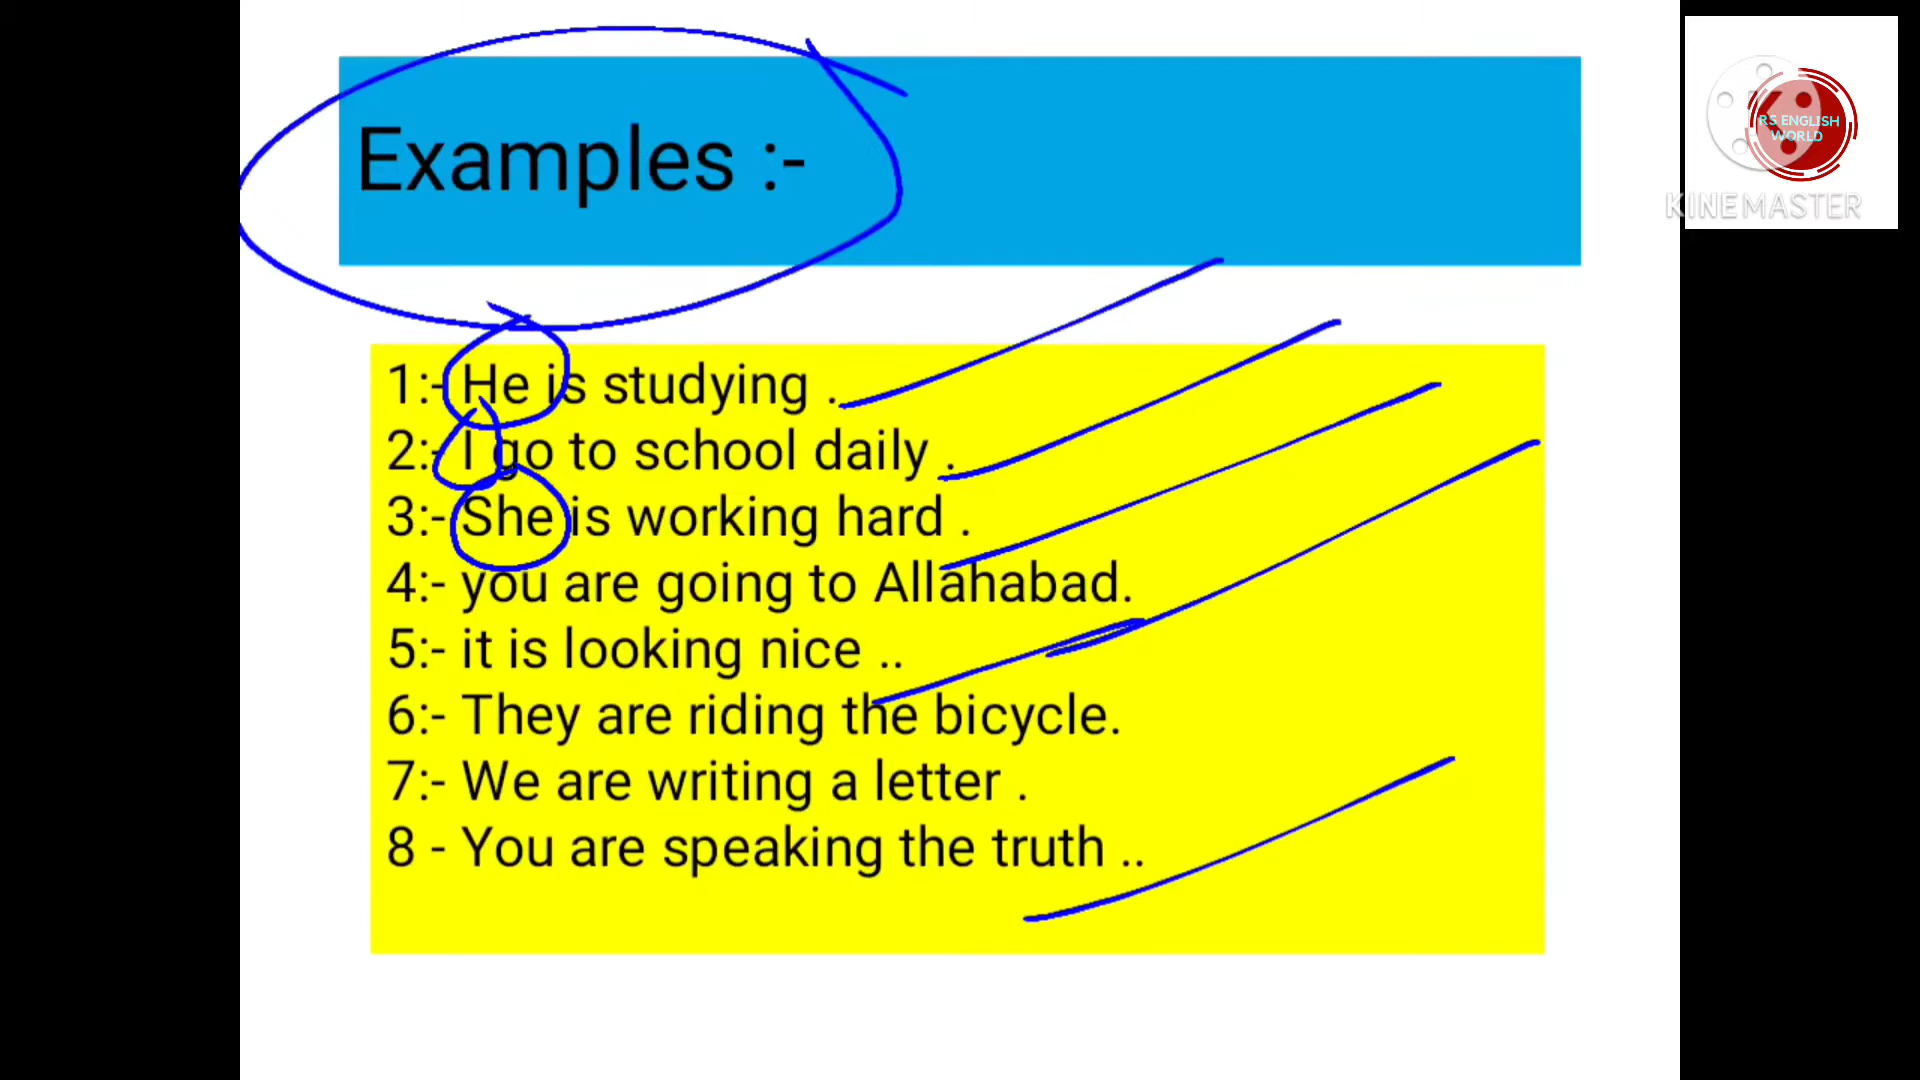 Examples :-
RS ENGLISH
WORLD
KINEMASTER
1:- He is studying .
2:- I go to school daily .
3:- She is working hard .
4:- you are going to Allahabad.
5:- it is looking nice ..
6:- They are riding the bicycle.
7:- We are writing a letter .
8 - You are speaking the truth ..